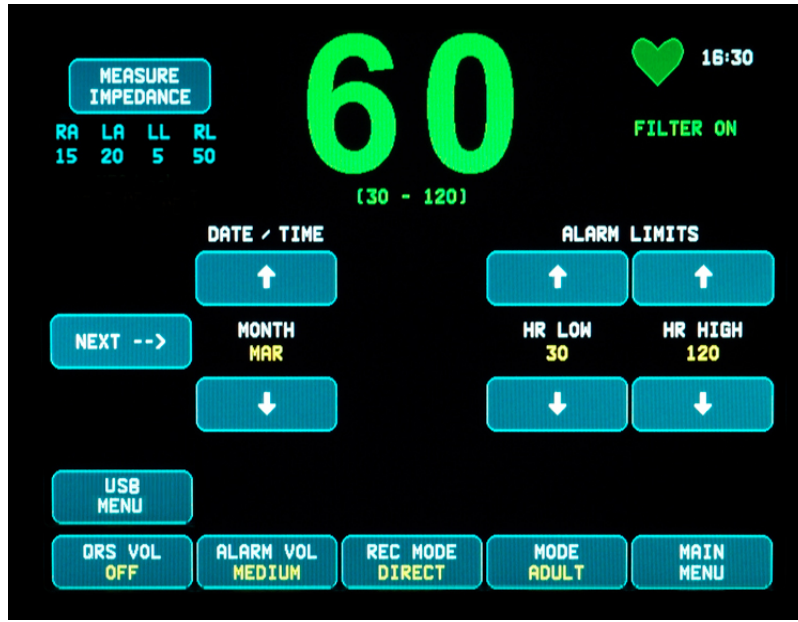 60
16:30
MEASURE
IMPEDANCE
RA LA LL RL
15 20 5 50
FILTER ON
(30 - 120)
DATE / TIME
ALARM LIMITS
↑ ↑ ↑
NEXT -->
MONTH
MAR
HR LOW
30
HR HIGH
120
↓ ↓ ↓
USB
MENU
QRS VOL
OFF
ALARM VOL
MEDIUM
REC MODE
DIRECT
MODE
ADULT
MAIN
MENU